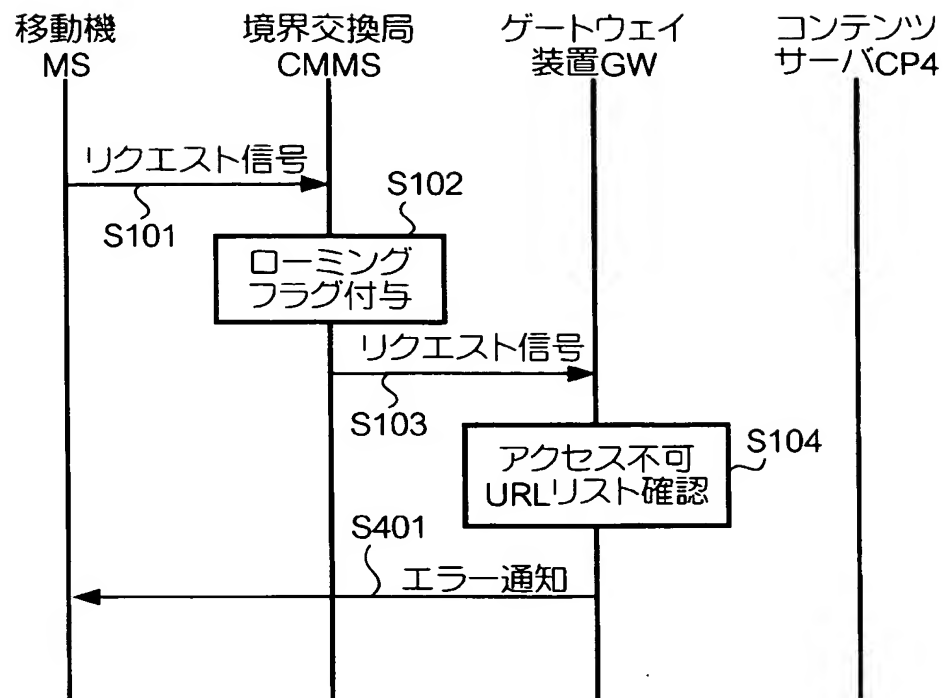 移動機
MS
境界交換局
CMMS
ゲートウェイ
装置GW
コンテンツ
サーバCP4
リクエスト信号
S101
S102
ローミング
フラグ付与
リクエスト信号
S103
アクセス不可
URLリスト確認
S104
S401
エラー通知